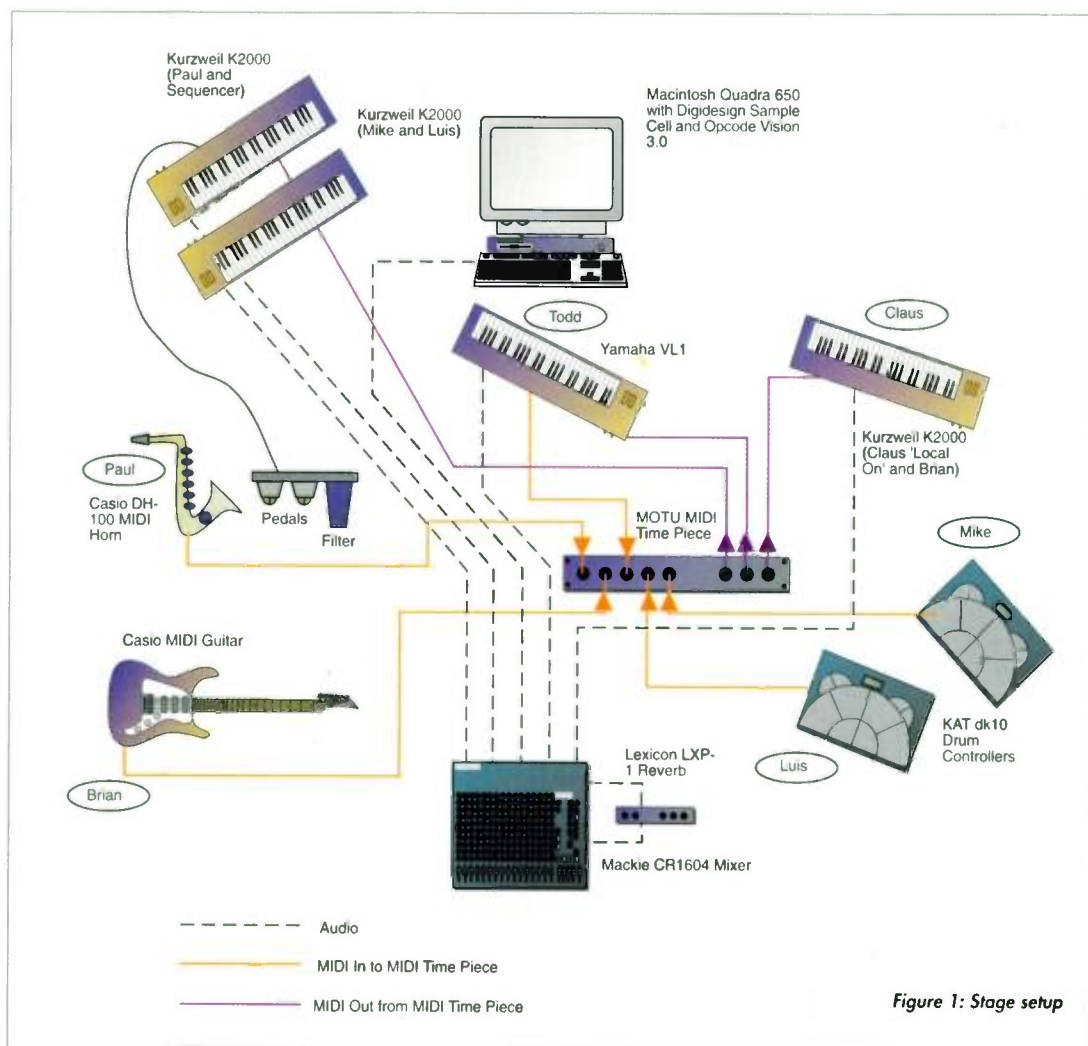 Kurzweil K2000
(Paul and
Sequencer)
Kurzweil K2000
(Mike and Luis)
Macintosh Quadra 650
with Digidesign Sample
Cell and Opcode Vision
3.0
Todd
Yamaha VL1
Claus
Kurzweil K2000
(Claus 'Local
On' and Brian)
Paul
Casio DH-
100 MIDI
Horn
Pedals
Filter
MOTU MIDI
Time Piece
Mike
Casio MIDI Guitar
Brian
Luis
KAT dk10
Drum
Controllers
Lexicon LXP-
1 Reverb
Mackie CR1604 Mixer
Audio
MIDI In to MIDI Time Piece
MIDI Out from MIDI Time Piece
Figure 1: Stage setup